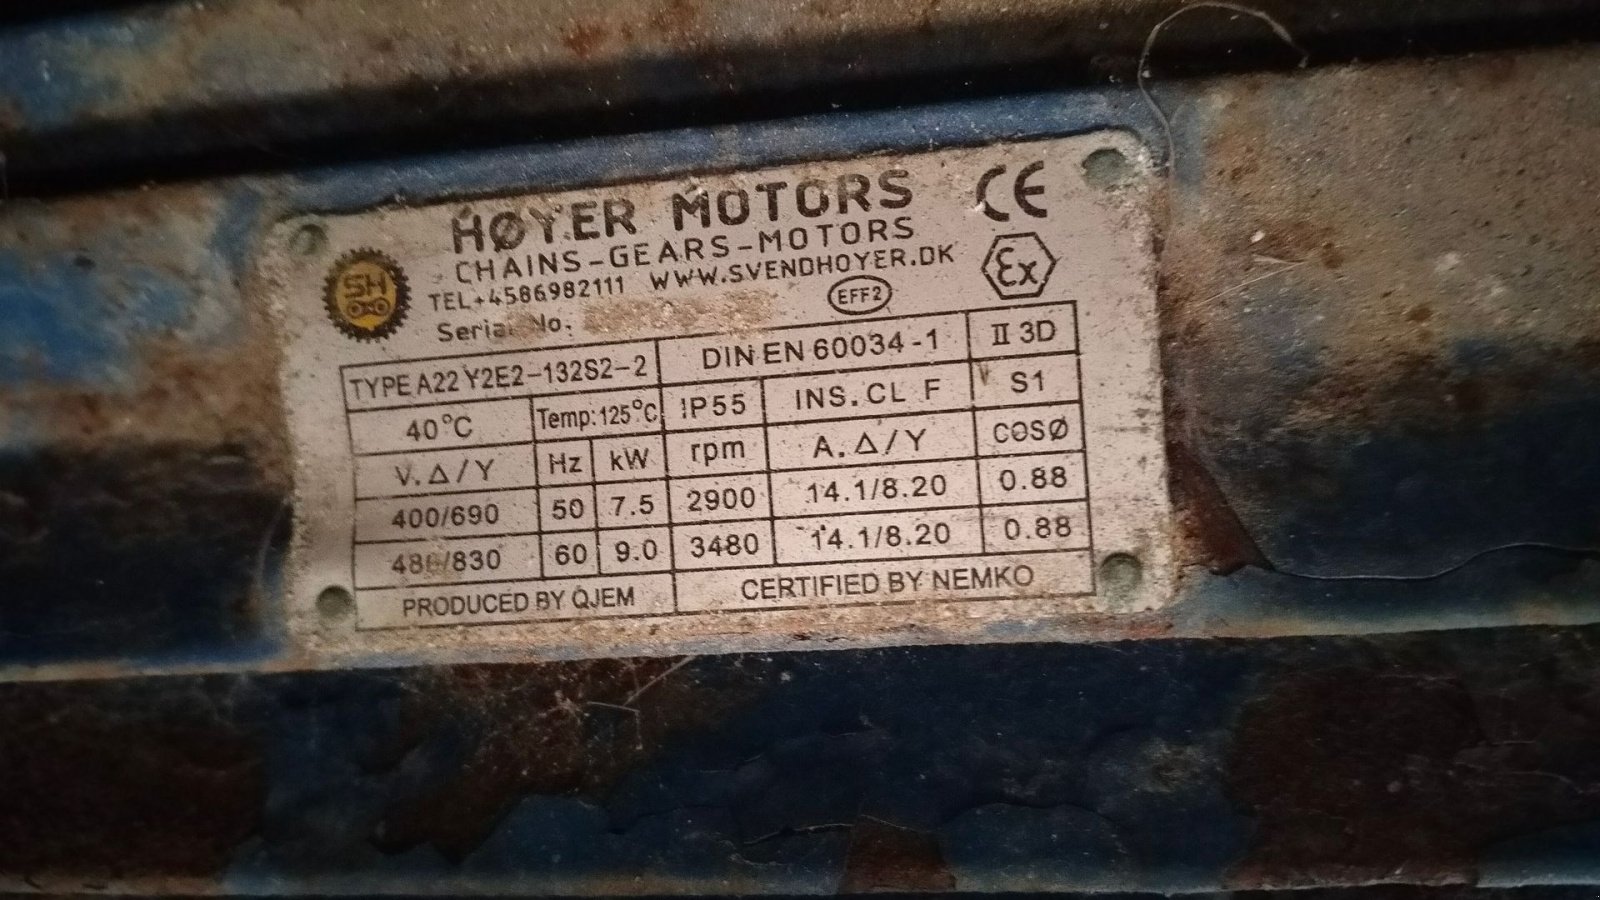 HØYER MOTORS CE
CHAINS-GEARS-MOTORS
TEL+4586982111 WWW.SVENDHOYER.DK
SH
Ex
Serial No:
EFF2
TYPE A22 Y2E2-132S2-2 DIN EN 60034-1 II 3D
40°C Temp:125°C IP55 INS.CL F S1
V.Δ/Y Hz kW rpm A.Δ/Y COSØ
400/690 50 7.5 2900 14.1/8.20 0.88
480/830 60 9.0 3480 14.1/8.20 0.88
PRODUCED BY QJEM CERTIFIED BY NEMKO